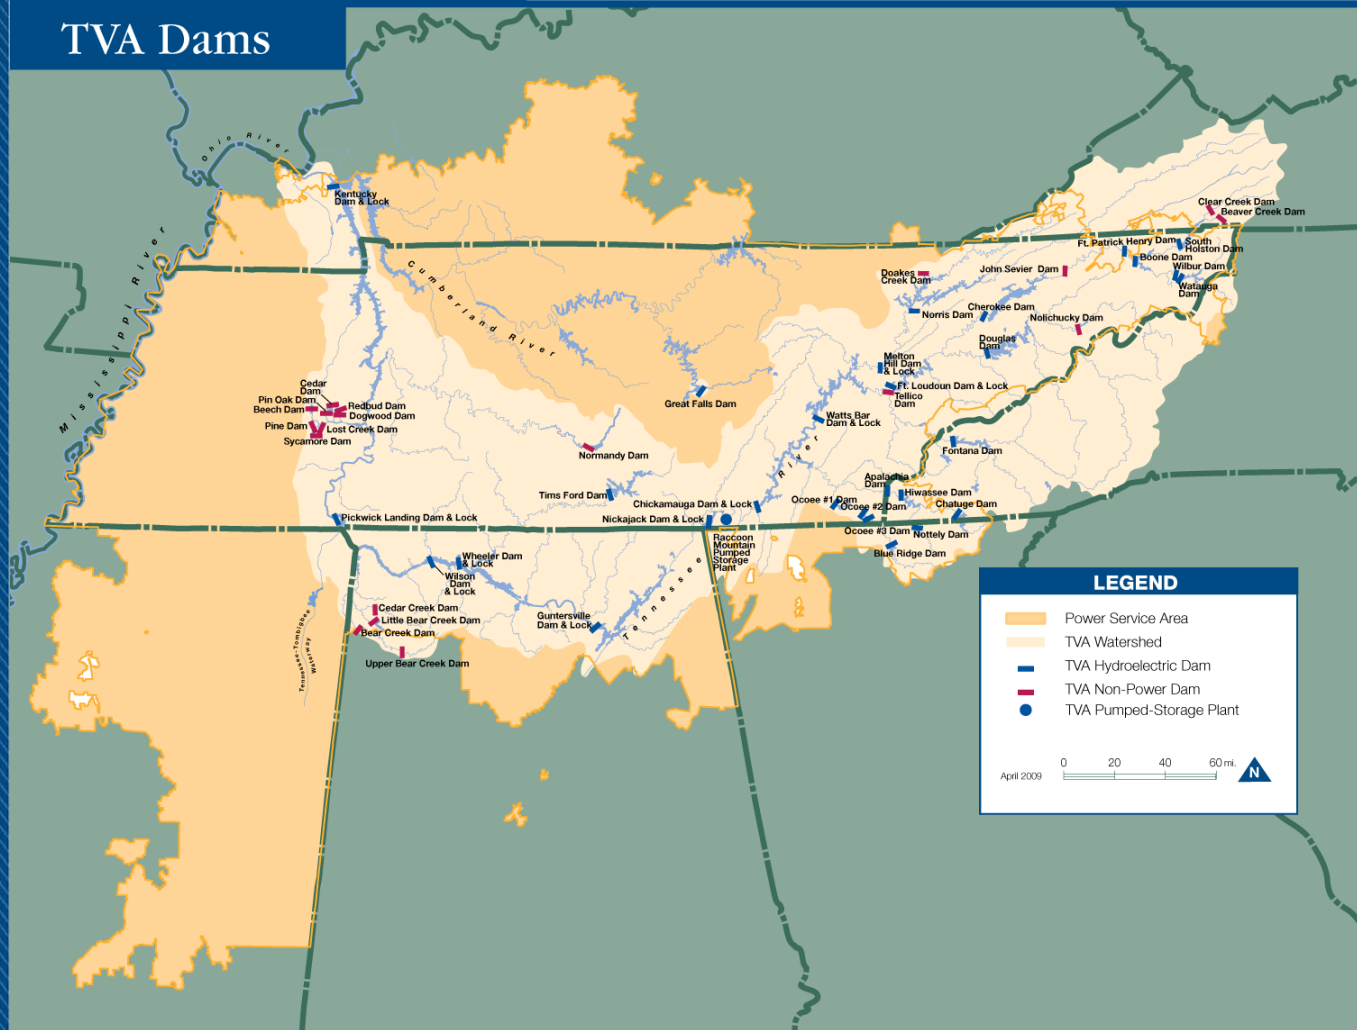 TVA Dams
Ohio River
Kentucky
Dam & Lock
Mississippi River
Cumberland River
Clear Creek Dam
Beaver Creek Dam
Ft. Patrick Henry Dam
South
Holston Dam
Boone Dam
Wilbur Dam
Watauga
Dam
Doakes
Creek Dam
John Sevier Dam
Norris Dam
Cherokee Dam
Nolichucky Dam
Douglas
Dam
Melton
Hill Dam
& Lock
Ft. Loudoun Dam & Lock
Tellico
Dam
Great Falls Dam
Watts Bar
Dam & Lock
Cedar
Dam
Pin Oak Dam
Beech Dam
Redbud Dam
Dogwood Dam
Pine Dam
Lost Creek Dam
Sycamore Dam
Normandy Dam
Fontana Dam
Tims Ford Dam
Chickamauga Dam & Lock
Nickajack Dam & Lock
Apalachia
Dam
Hiwassee Dam
Chatuge Dam
Ocoee #1 Dam
Ocoee #2 Dam
Ocoee #3 Dam
Nottely Dam
Blue Ridge Dam
Pickwick Landing Dam & Lock
Raccoon
Mountain
Pumped
Storage
Plant
Tennessee
River
Wheeler Dam
& Lock
Wilson
Dam
& Lock
Guntersville
Dam & Lock
Cedar Creek Dam
Little Bear Creek Dam
Bear Creek Dam
Upper Bear Creek Dam
Tennessee-Tombigbee
Waterway
LEGEND
Power Service Area
TVA Watershed
TVA Hydroelectric Dam
TVA Non-Power Dam
TVA Pumped-Storage Plant
April 2009
0 20 40 60 mi.
N